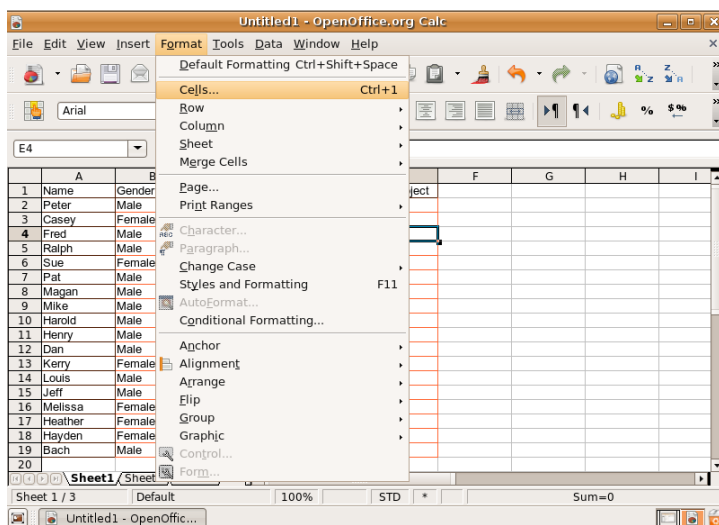 Untitled1 - OpenOffice.org Calc
File Edit View Insert Format Tools Data Window Help
Default Formatting Ctrl+Shift+Space
Cells... Ctrl+1
Row
Column
Sheet
Merge Cells
Page...
Print Ranges
Character...
Paragraph...
Change Case
Styles and Formatting F11
AutoFormat...
Conditional Formatting...
Anchor
Alignment
Arrange
Flip
Group
Graphic
Control...
Form...
Arial
E4
A B F G H I
1 Name Gender ject
2 Peter Male
3 Casey Female
4 Fred Male
5 Ralph Male
6 Sue Female
7 Pat Male
8 Magan Male
9 Mike Male
10 Harold Male
11 Henry Male
12 Dan Male
13 Kerry Female
14 Louis Male
15 Jeff Male
16 Melissa Female
17 Heather Female
18 Hayden Female
19 Bach Male
20
Sheet1 Sheet
Sheet 1 / 3 Default 100% STD * Sum=0
Untitled1 - OpenOffic...